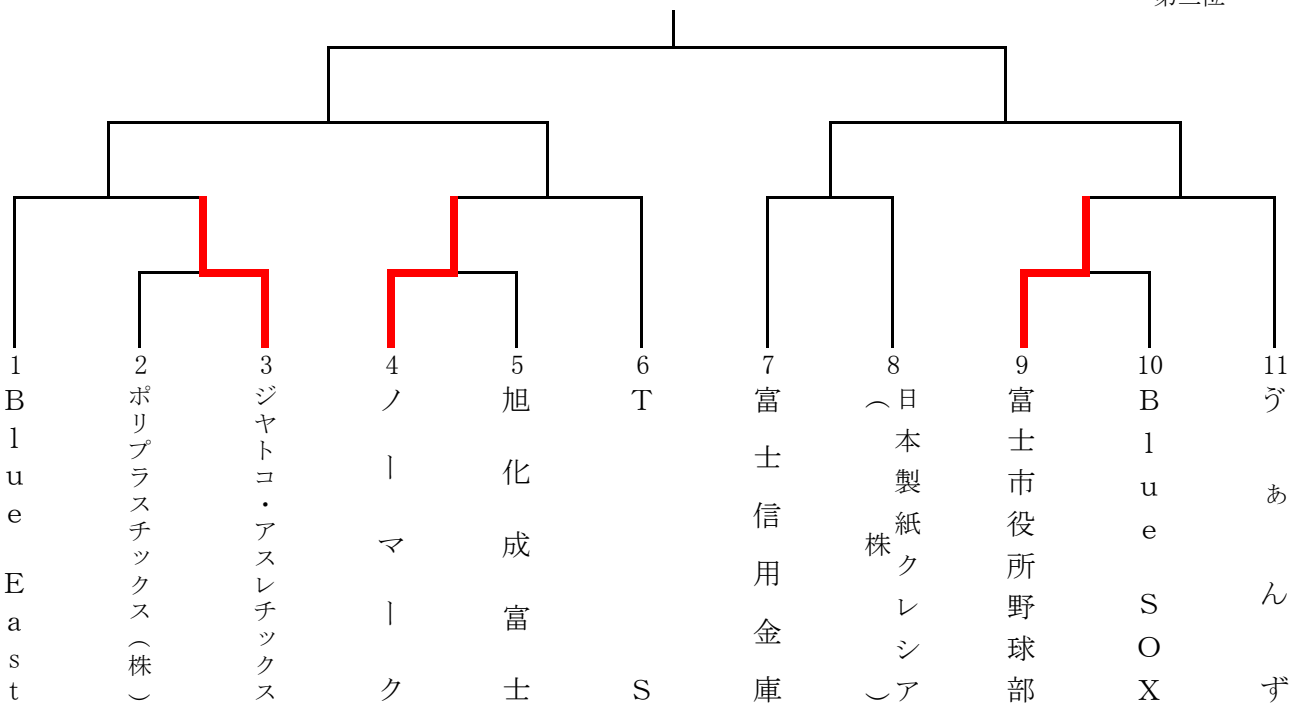 1
2
3
4
5
6
7
8
9
10
11
Blue East
ポリプラスチックス(株)
ジヤトコ・アスレチックス
ノーマーク
旭化成富士
TS
富士信用金庫
日本製紙クレシア
(株)
富士市役所野球部
Blue SOX
ゔぁんず